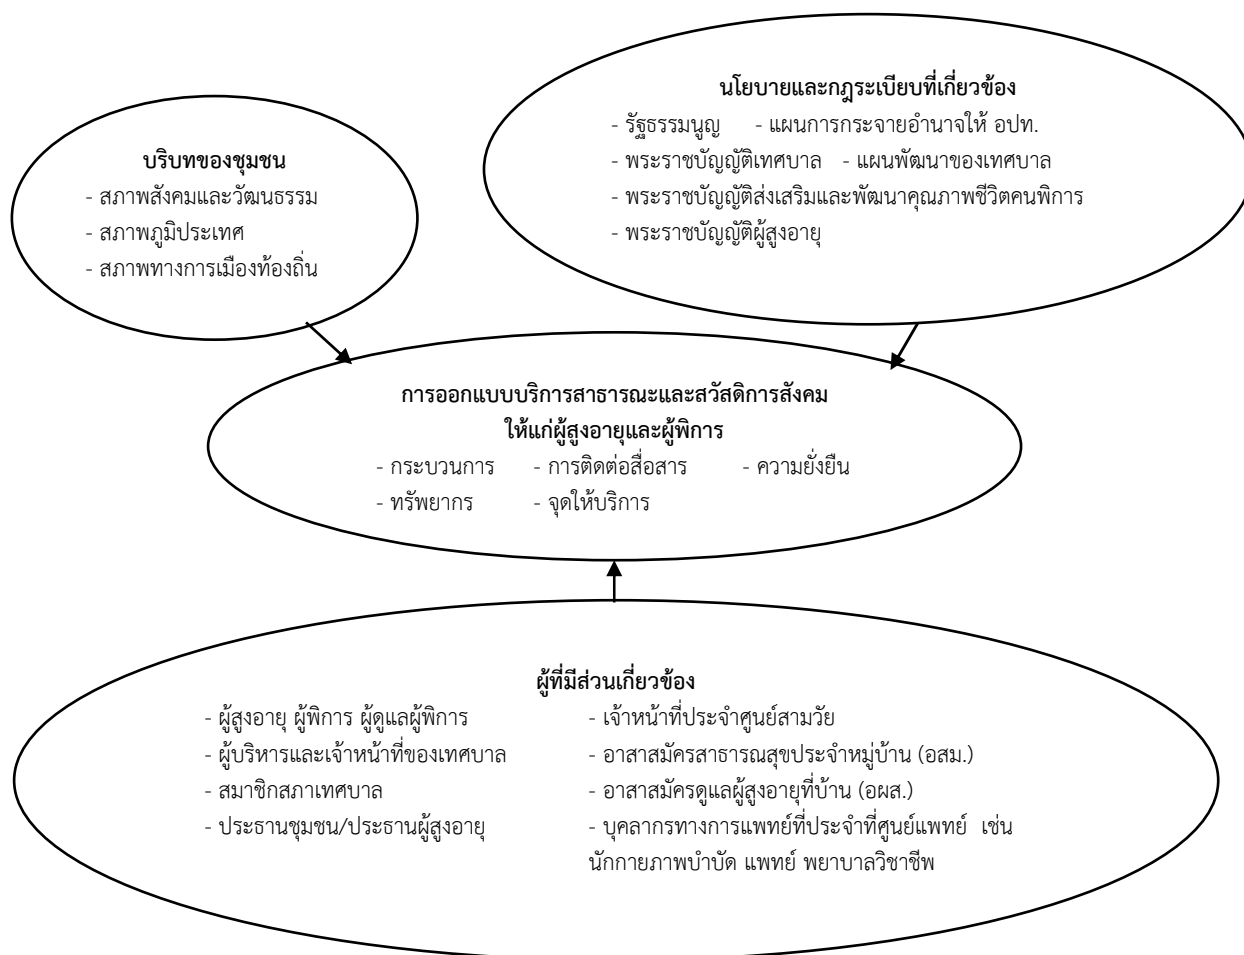 นโยบายและกฎระเบียบที่เกี่ยวข้อง
- รัฐธรรมนูญ - แผนการกระจายอำนาจให้ อปท.
- พระราชบัญญัติเทศบาล - แผนพัฒนาของเทศบาล
- พระราชบัญญัติส่งเสริมและพัฒนาคุณภาพชีวิตคนพิการ
- พระราชบัญญัติผู้สูงอายุ
บริบทของชุมชน
- สภาพสังคมและวัฒนธรรม
- สภาพภูมิประเทศ
- สภาพทางการเมืองท้องถิ่น
การออกแบบบริการสาธารณะและสวัสดิการสังคม
ให้แก่ผู้สูงอายุและผู้พิการ
- กระบวนการ - การติดต่อสื่อสาร - ความยั่งยืน
- ทรัพยากร - จุดให้บริการ
ผู้ที่มีส่วนเกี่ยวข้อง
- ผู้สูงอายุ ผู้พิการ ผู้ดูแลผู้พิการ
- ผู้บริหารและเจ้าหน้าที่ของเทศบาล
- สมาชิกสภาเทศบาล
- ประธานชุมชน/ประธานผู้สูงอายุ
- เจ้าหน้าที่ประจำศูนย์สามวัย
- อาสาสมัครสาธารณสุขประจำหมู่บ้าน (อสม.)
- อาสาสมัครดูแลผู้สูงอายุที่บ้าน (อผส.)
- บุคลากรทางการแพทย์ที่ประจำที่ศูนย์แพทย์ เช่น
นักกายภาพบำบัด แพทย์ พยาบาลวิชาชีพ